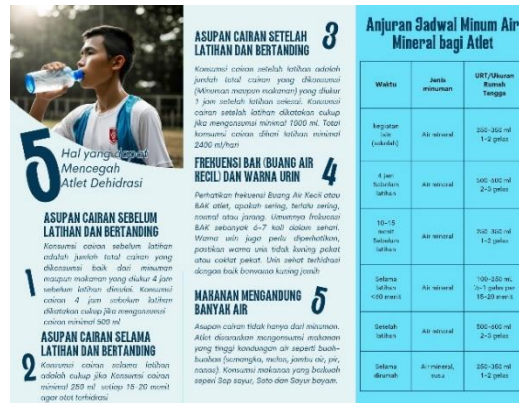 5 Hal yang dapat
Mencegah
Atlet Dehidrasi
1
ASUPAN CAIRAN SEBELUM
LATIHAN DAN BERTANDING
Konsumsi cairan sebelum latihan
adalah jumlah total cairan yang
dikonsumsi baik dari minuman
maupun makanan yang diukur 4 jam
sebelum latihan dimulai. Konsumsi
cairan 4 jam sebelum latihan
dikatakan cukup jika mengonsumsi
cairan minimal 500 ml
2
ASUPAN CAIRAN SELAMA
LATIHAN DAN BERTANDING
Konsumsi cairan selama latihan
adalah cukup jika Konsumsi cairan
minimal 250 ml setiap 15-20 menit
agar otot terhidrasi
3
ASUPAN CAIRAN SETELAH
LATIHAN DAN BERTANDING
Konsumsi cairan setelah latihan adalah
jumlah total cairan yang dikonsumsi
(Minuman maupun makanan) yang diukur
1 jam setelah latihan selesai. Konsumsi
cairan setelah latihan dikatakan cukup
jika mengonsumsi minimal 1000 ml. Total
konsumsi cairan dihari latihan minimal
2400 ml/hari
4
FREKUENSI BAK (BUANG AIR
KECIL) DAN WARNA URIN
Perhatikan frekuensi Buang Air Kecil atau
BAK atlet, apakah sering, terlalu sering,
normal atau jarang. Umumnya frekuensi
BAK sebanyak 6-7 kali dalam sehari.
Warna urin juga perlu diperhatikan,
pastikan warna urin tidak kuning pekat
atau coklat pekat. Urin sehat terhidrasi
dengan baik berwarna kuning jernih
5
MAKANAN MENGANDUNG
BANYAK AIR
Asupan cairan tidak hanya dari minuman.
Atlet disarankan mengonsumsi makanan
yang tinggi kandungan air seperti buah-
buahan (semangka, melon, jambu air, pir,
nanas). Konsumsi makanan yang berkuah
seperi Sop sayur, Soto dan Sayur bayam.
Anjuran Jadwal Minum Air
Mineral bagi Atlet
Waktu Jenis minuman URT/Ukuran Rumah Tangga
kegiatan (sekolah) Air mineral 250-350 ml 1-2 gelas
4 jam Sebelum latihan Air mineral 500-600 ml 2-3 gelas
10-15 menit Sebelum latihan Air mineral 250-350 ml 1-2 gelas
Selama latihan <60 menit Air mineral 100-250 ml, ½-1 gelas per 15-20 menit
Setelah latihan Air mineral 500-600 ml 2-3 gelas
Selama dirumah Air mineral, susu 250-350 ml 1-2 gelas